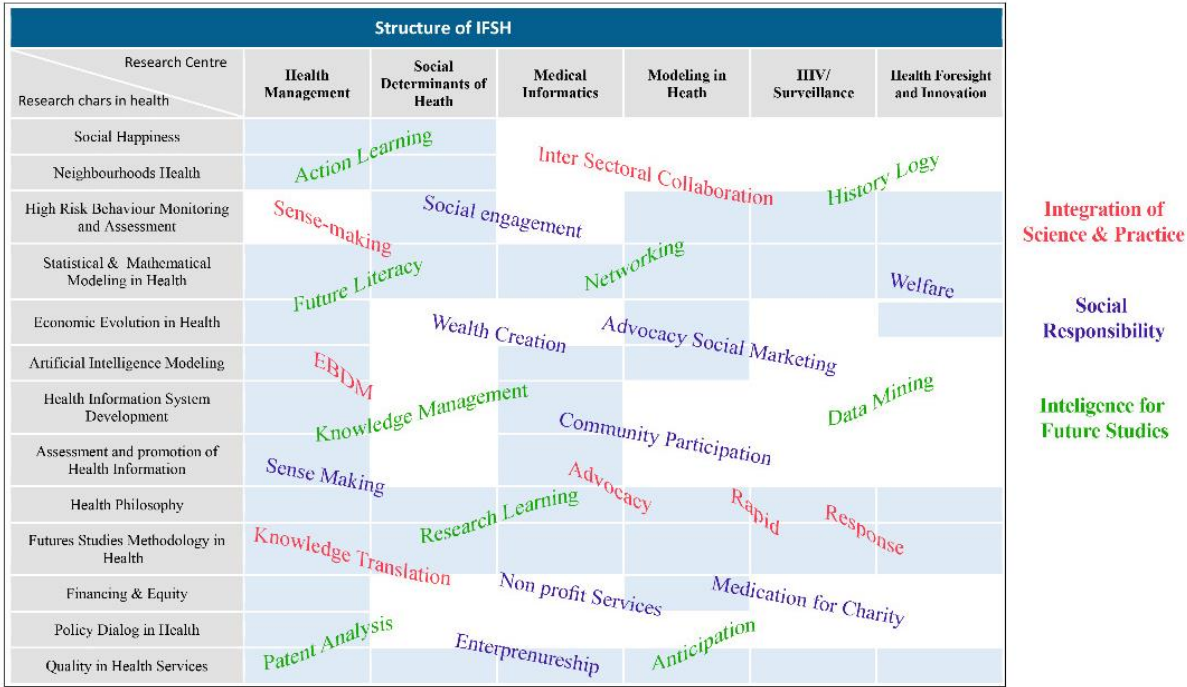 Structure of IFSH
Research Centre
Research chars in health
Health
Management
Social
Determinants of
Heath
Medical
Informatics
Modeling in
Heath
HIV/
Surveillance
Health Foresight
and Innovation
Social Happiness
Neighbourhoods Health
High Risk Behaviour Monitoring
and Assessment
Statistical & Mathematical
Modeling in Health
Economic Evolution in Health
Artificial Intelligence Modeling
Health Information System
Development
Assessment and promotion of
Health Information
Health Philosophy
Futures Studies Methodology in
Health
Financing & Equity
Policy Dialog in Health
Quality in Health Services
Action Learning
Inter Sectoral Collaboration
History Logy
Sense-making
Social engagement
Future Literacy
Networking
Welfare
Wealth Creation
Advocacy Social Marketing
EBDM
Knowledge Management
Data Mining
Community Participation
Sense Making
Advocacy
Rapid
Response
Research Learning
Knowledge Translation
Non profit Services
Medication for Charity
Patent Analysis
Enterprenureship
Anticipation
Integration of
Science & Practice
Social
Responsibility
Inteligence for
Future Studies